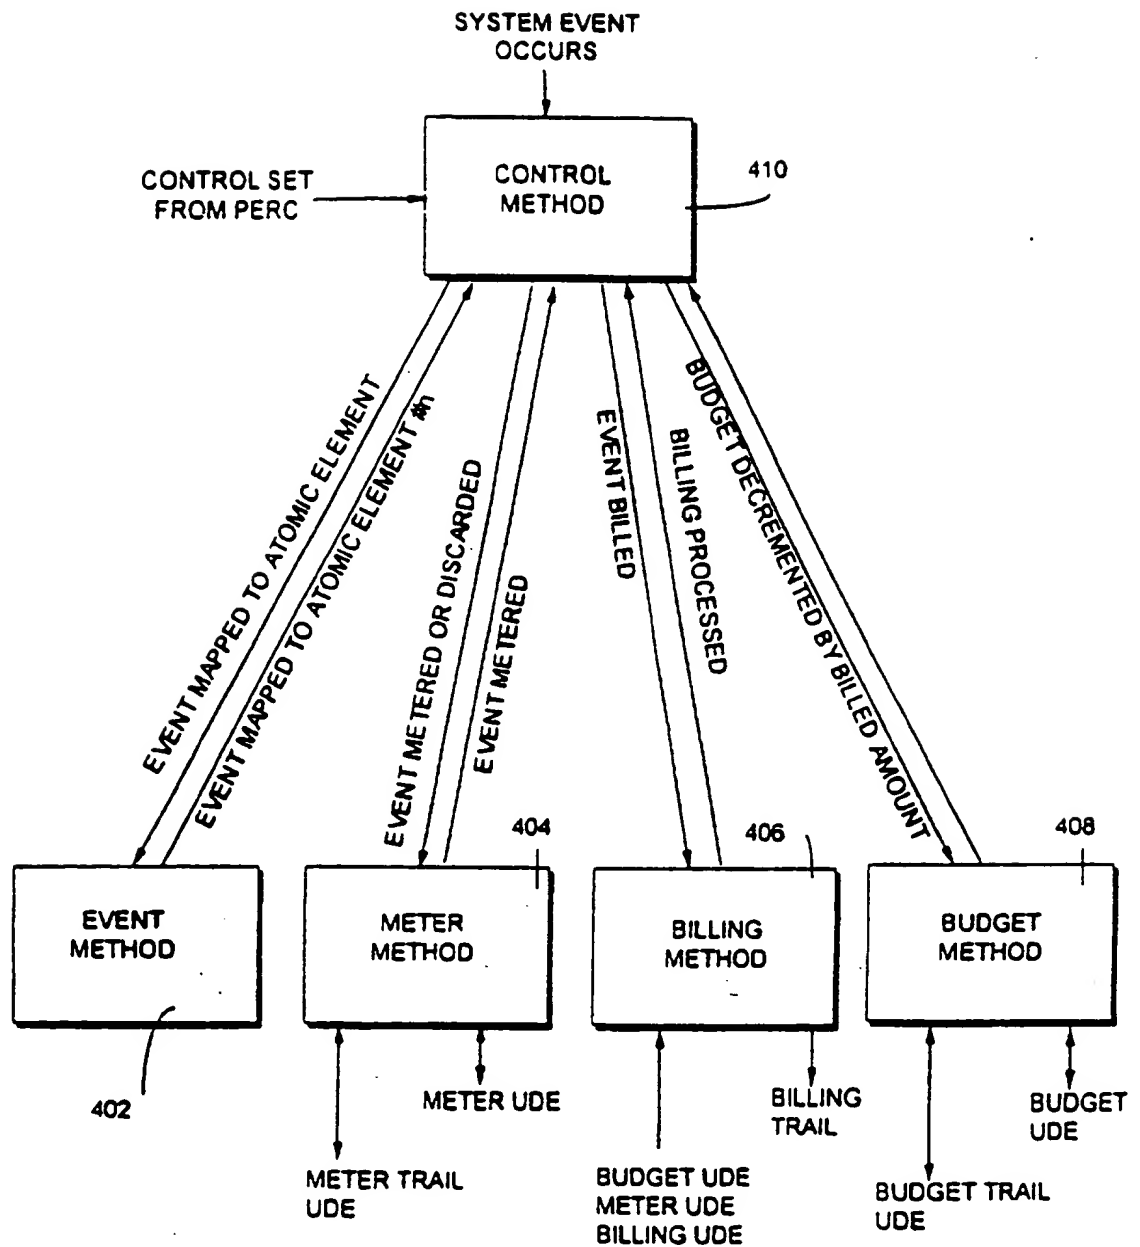 SYSTEM EVENT
OCCURS
CONTROL SET
FROM PERC
CONTROL
METHOD
410
EVENT MAPPED TO ATOMIC ELEMENT
EVENT MAPPED TO ATOMIC ELEMENT #n
EVENT METERED OR DISCARDED
EVENT METERED
EVENT BILLED
BILLING PROCESSED
BUDGET DECREMENTED BY BILLED AMOUNT
404
406
408
EVENT
METHOD
METER
METHOD
BILLING
METHOD
BUDGET
METHOD
402
METER UDE
METER TRAIL
UDE
BILLING
TRAIL
BUDGET UDE
METER UDE
BILLING UDE
BUDGET
UDE
BUDGET TRAIL
UDE